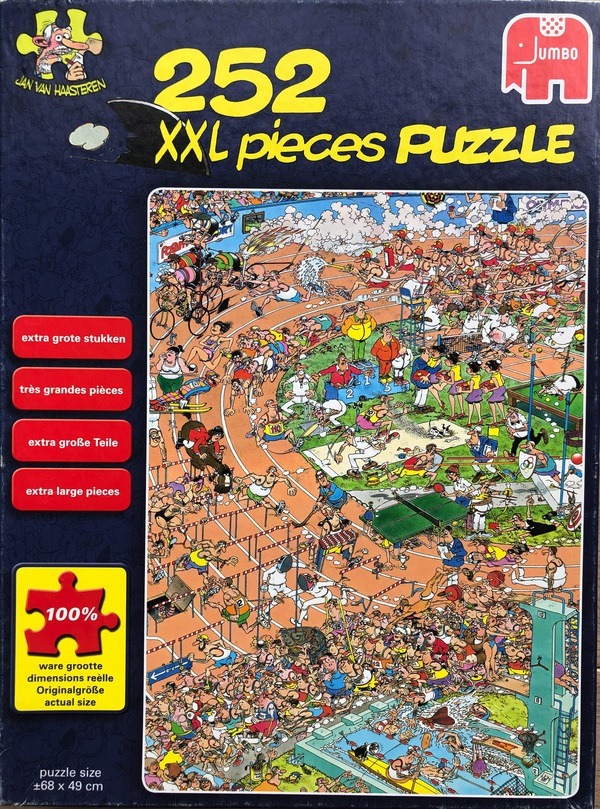 JAN VAN HAASTEREN
JUMBO
252
XXL pieces PUZZLE
extra grote stukken
très grandes pièces
extra große Teile
extra large pieces
100%
ware grootte
dimensions reèlle
Originalgröße
actual size
puzzle size
±68 x 49 cm